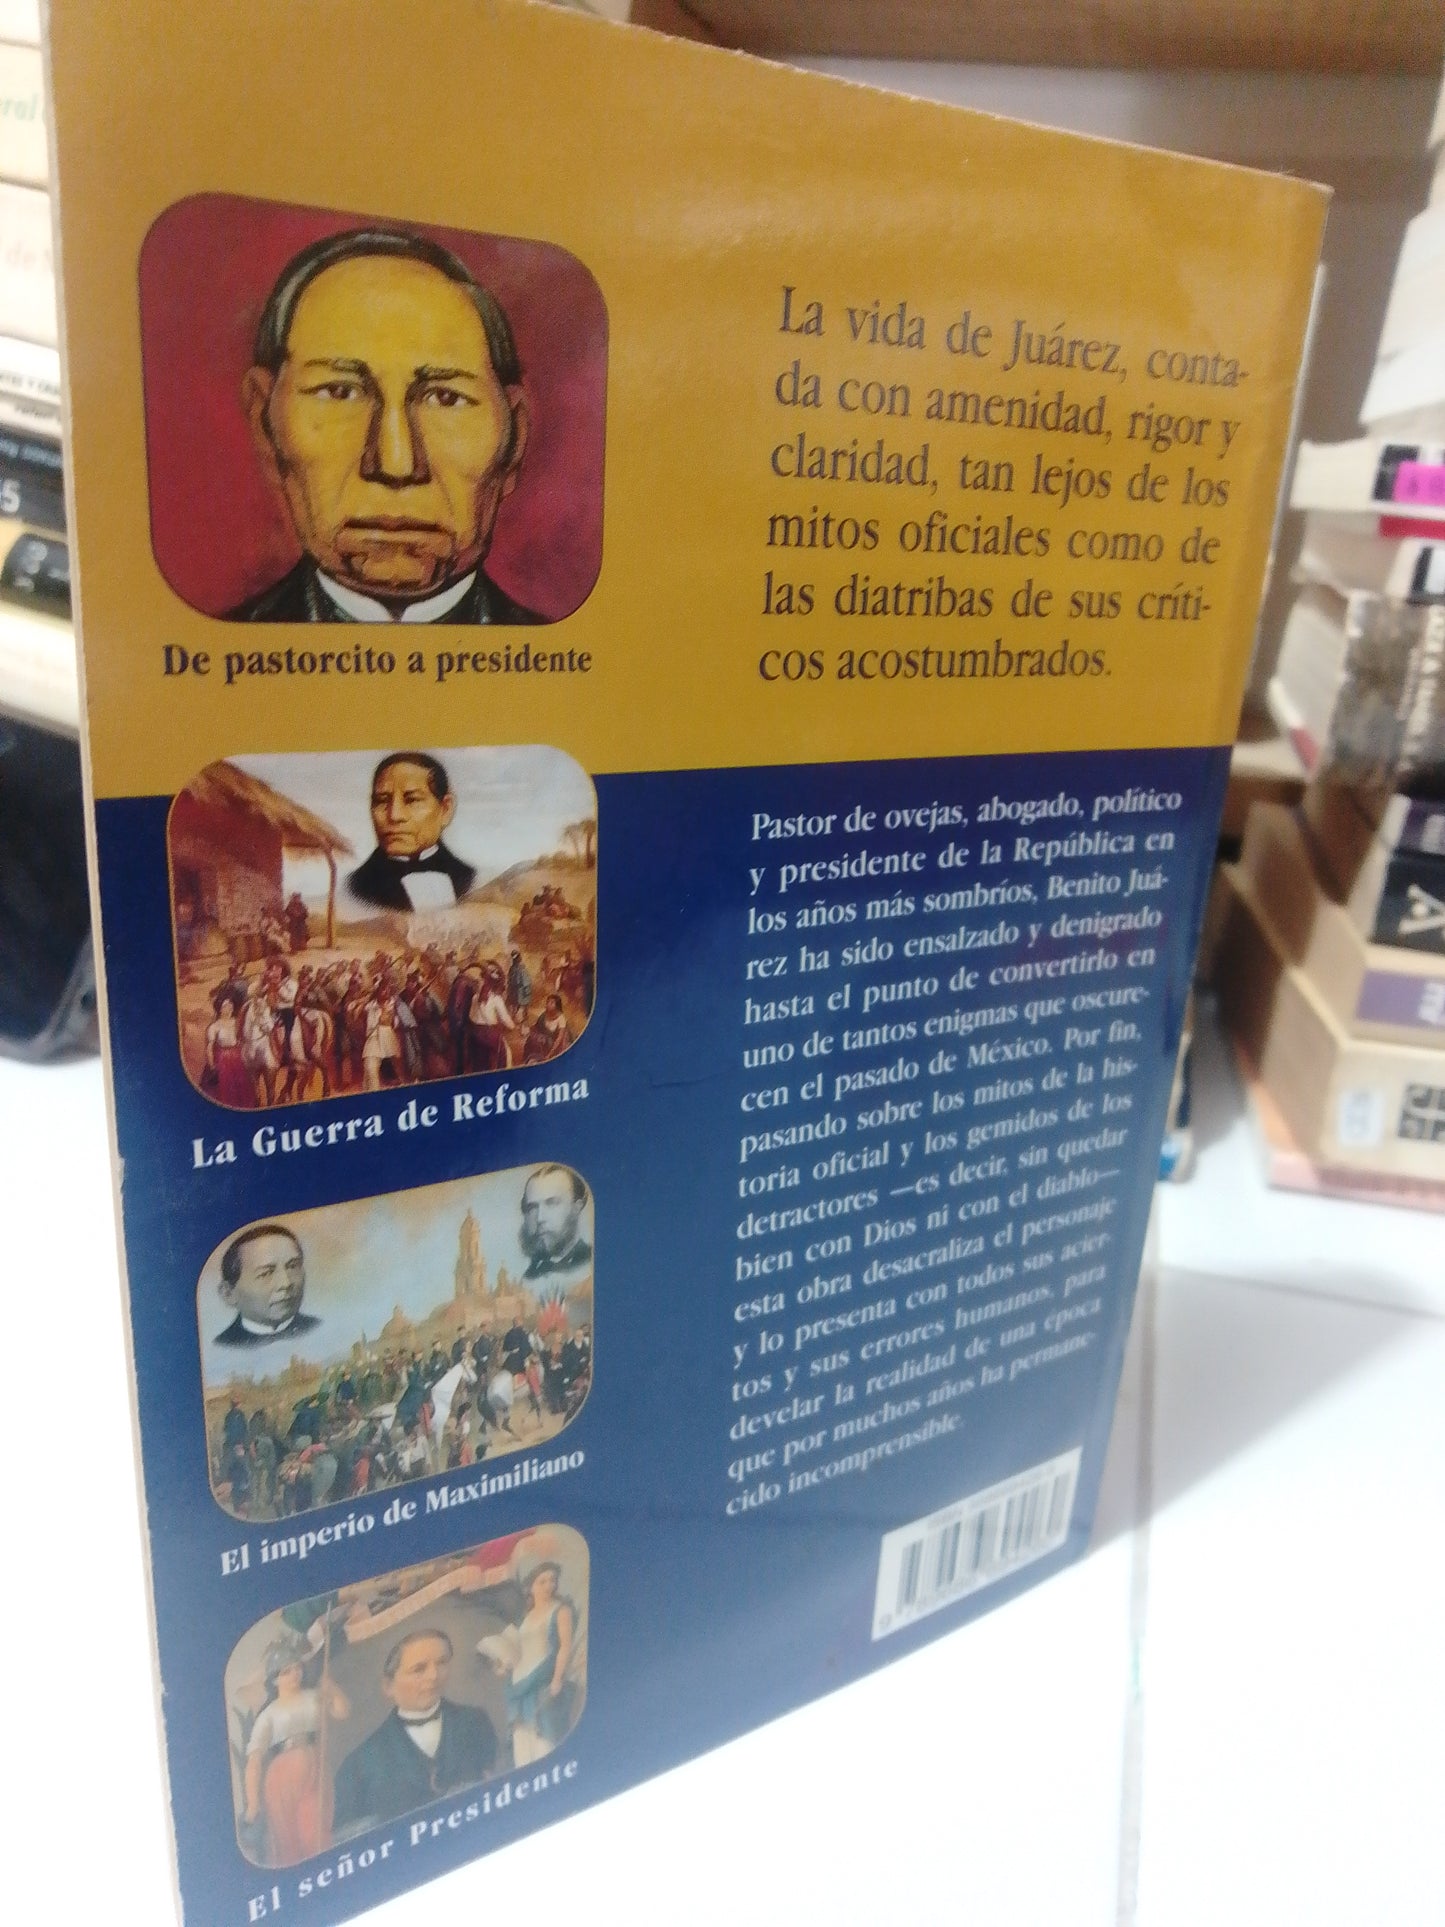 La vida de Juárez, conta-
da con amenidad, rigor y
claridad, tan lejos de los
mitos oficiales como de
las diatribas de sus críti-
cos acostumbrados.
De pastorcito a presidente
Pastor de ovejas, abogado, político
y presidente de la República en
los años más sombríos, Benito Juá-
rez ha sido ensalzado y denigrado
hasta el punto de convertirlo en
uno de tantos enigmas que oscure-
cen el pasado de México. Por fin,
pasando sobre los mitos de la his-
toria oficial y los gemidos de los
detractores —es decir, sin quedar
bien con Dios ni con el diablo—
esta obra desacraliza el personaje
y lo presenta con todos sus acier-
tos y sus errores humanos, para
develar la realidad de una época
que por muchos años ha permane-
cido incomprensible.
La Guerra de Reforma
El imperio de Maximiliano
El señor Presidente